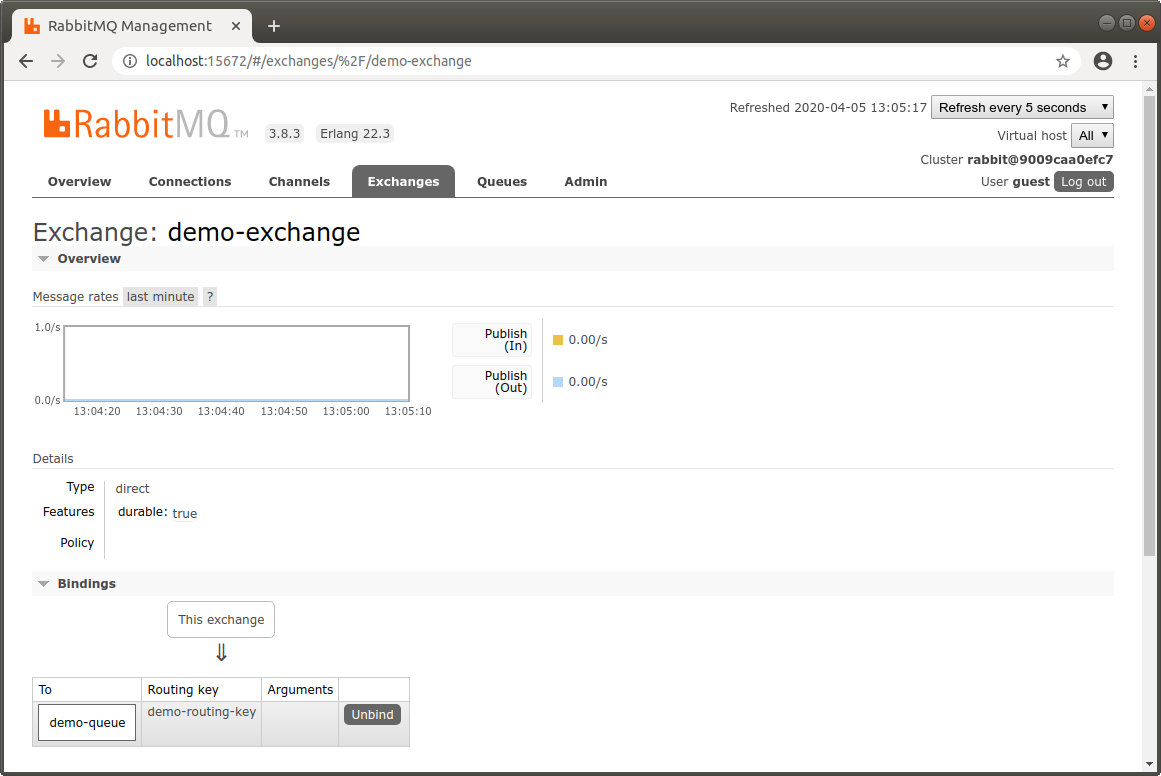 RabbitMQ Management
localhost:15672/#/exchanges/%2F/demo-exchange
RabbitMQ TM 3.8.3 Erlang 22.3
Refreshed 2020-04-05 13:05:17 Refresh every 5 seconds
Virtual host All
Cluster rabbit@9009caa0efc7
User guest Log out
Overview Connections Channels Exchanges Queues Admin
Exchange: demo-exchange
Overview
Message rates last minute ?
1.0/s
0.0/s
13:04:20 13:04:30 13:04:40 13:04:50 13:05:00 13:05:10
Publish
(In)
0.00/s
Publish
(Out)
0.00/s
Details
Type direct
Features durable: true
Policy
Bindings
This exchange
⇓
To Routing key Arguments
demo-queue demo-routing-key Unbind